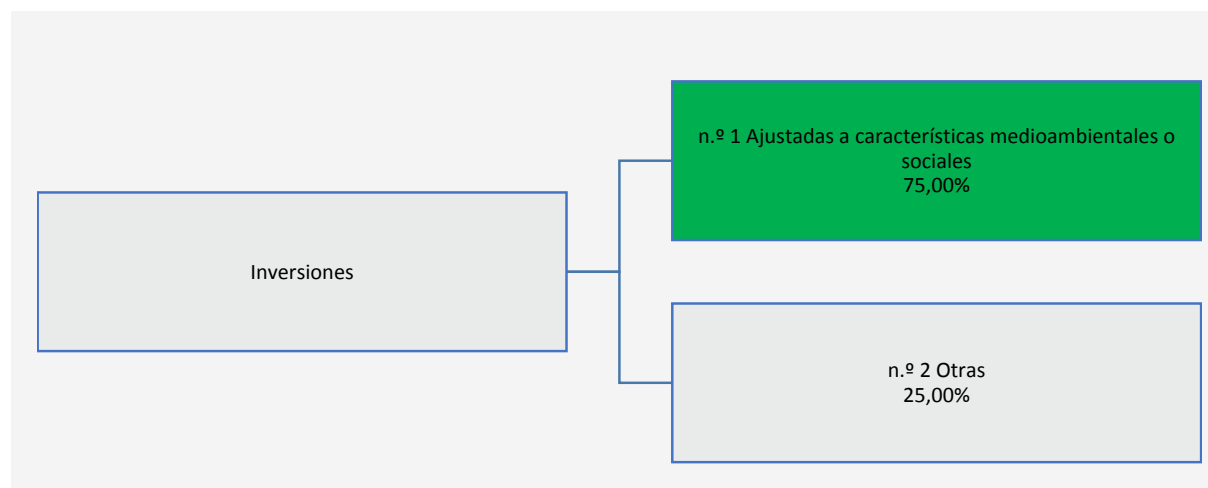 n.º 1 Ajustadas a características medioambientales o
sociales
75,00%
Inversiones
n.º 2 Otras
25,00%